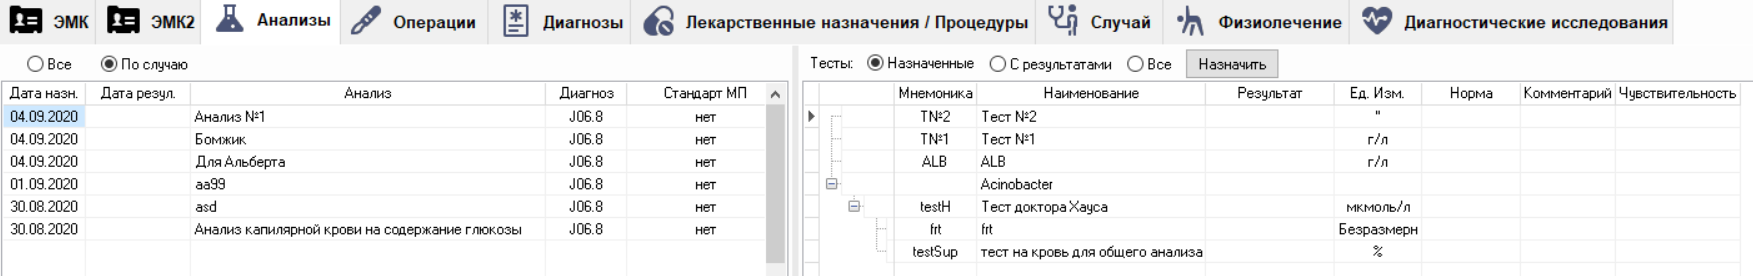 ЭМК ЭМК2 Анализы Операции Диагнозы Лекарственные назначения / Процедуры Случай Физиолечение Диагностические исследования
Все По случаю
Дата назн. Дата резул. Анализ Диагноз Стандарт МП
04.09.2020 Анализ №1 J06.8 нет
04.09.2020 Бомжик J06.8 нет
04.09.2020 Для Альберта J06.8 нет
01.09.2020 aa99 J06.8 нет
30.08.2020 asd J06.8 нет
30.08.2020 Анализ капилярной крови на содержание глюкозы J06.8 нет
Тесты: Назначенные С результатами Все Назначить
Мнемоника Наименование Результат Ед. Изм. Норма Комментарий Чувствительность
T№2 Тест №2 "
T№1 Тест №1 г/л
ALB ALB г/л
Acinobacter
testH Тест доктора Хауса мкмоль/л
frt frt Безразмерн
testSup тест на кровь для общего анализа %